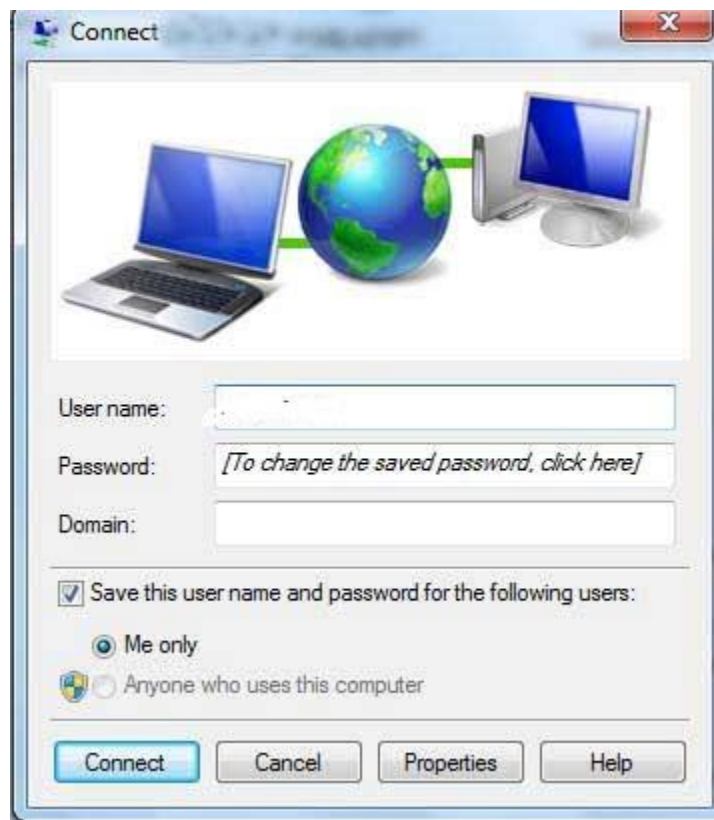 Connect
User name:
Password: [To change the saved password, click here]
Domain:
Save this user name and password for the following users:
Me only
Anyone who uses this computer
Connect Cancel Properties Help